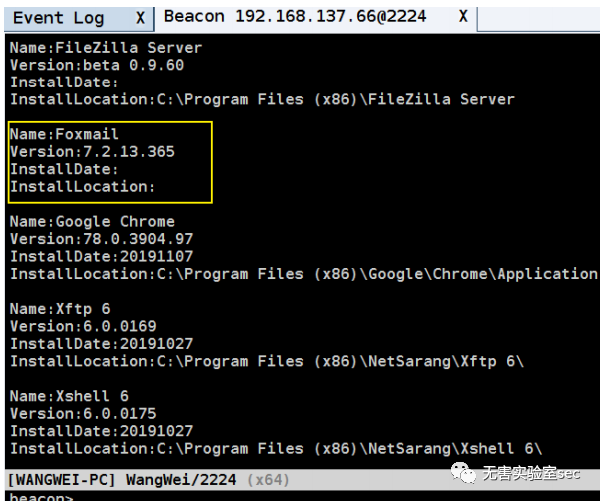 Event Log X Beacon 192.168.137.66@2224 X
Name:FileZilla Server
Version:beta 0.9.60
InstallDate:
InstallLocation:C:\Program Files (x86)\FileZilla Server
Name:Foxmail
Version:7.2.13.365
InstallDate:
InstallLocation:
Name:Google Chrome
Version:78.0.3904.97
InstallDate:20191107
InstallLocation:C:\Program Files (x86)\Google\Chrome\Application
Name:Xftp 6
Version:6.0.0169
InstallDate:20191027
InstallLocation:C:\Program Files (x86)\NetSarang\Xftp 6\
Name:Xshell 6
Version:6.0.0175
InstallDate:20191027
InstallLocation:C:\Program Files (x86)\NetSarang\Xshell 6\
无害实验室sec
[WANGWEI-PC] WangWei/2224 (x64)
beacon>